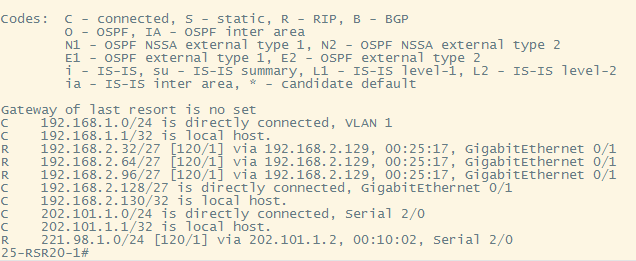 Codes:  C - connected, S - static, R - RIP, B - BGP
O - OSPF, IA - OSPF inter area
N1 - OSPF NSSA external type 1, N2 - OSPF NSSA external type 2
E1 - OSPF external type 1, E2 - OSPF external type 2
i - IS-IS, su - IS-IS summary, L1 - IS-IS level-1, L2 - IS-IS level-2
ia - IS-IS inter area, * - candidate default
Gateway of last resort is no set
C    192.168.1.0/24 is directly connected, VLAN 1
C    192.168.1.1/32 is local host.
R    192.168.2.32/27 [120/1] via 192.168.2.129, 00:25:17, GigabitEthernet 0/1
R    192.168.2.64/27 [120/1] via 192.168.2.129, 00:25:17, GigabitEthernet 0/1
R    192.168.2.96/27 [120/1] via 192.168.2.129, 00:25:17, GigabitEthernet 0/1
C    192.168.2.128/27 is directly connected, GigabitEthernet 0/1
C    192.168.2.130/32 is local host.
C    202.101.1.0/24 is directly connected, Serial 2/0
C    202.101.1.1/32 is local host.
R    221.98.1.0/24 [120/1] via 202.101.1.2, 00:10:02, Serial 2/0
25-RSR20-1#